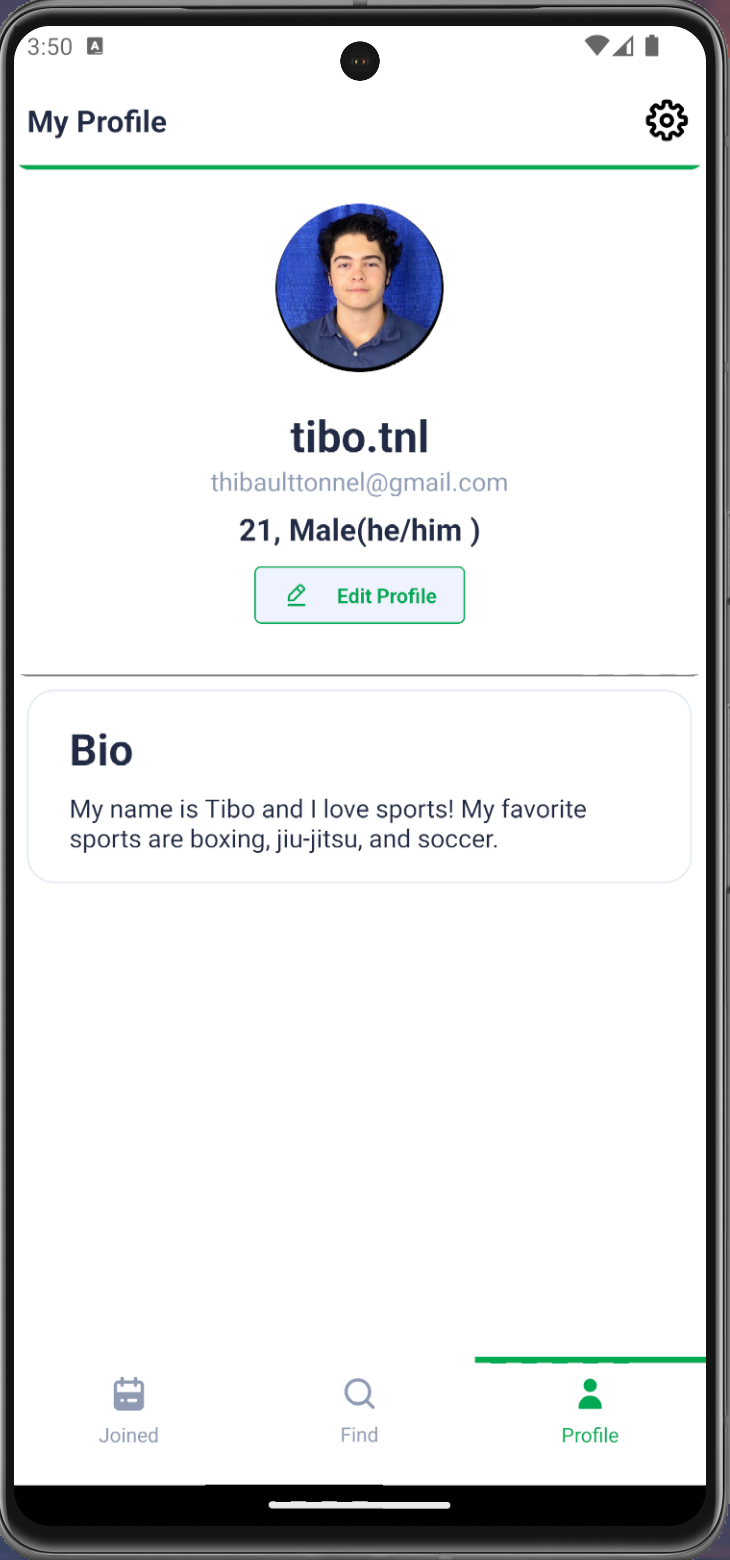 3:50 A
My Profile
tibo.tnl
thibaulttonnel@gmail.com
21, Male(he/him )
Edit Profile
Bio
My name is Tibo and I love sports! My favorite
sports are boxing, jiu-jitsu, and soccer.
Joined Find Profile